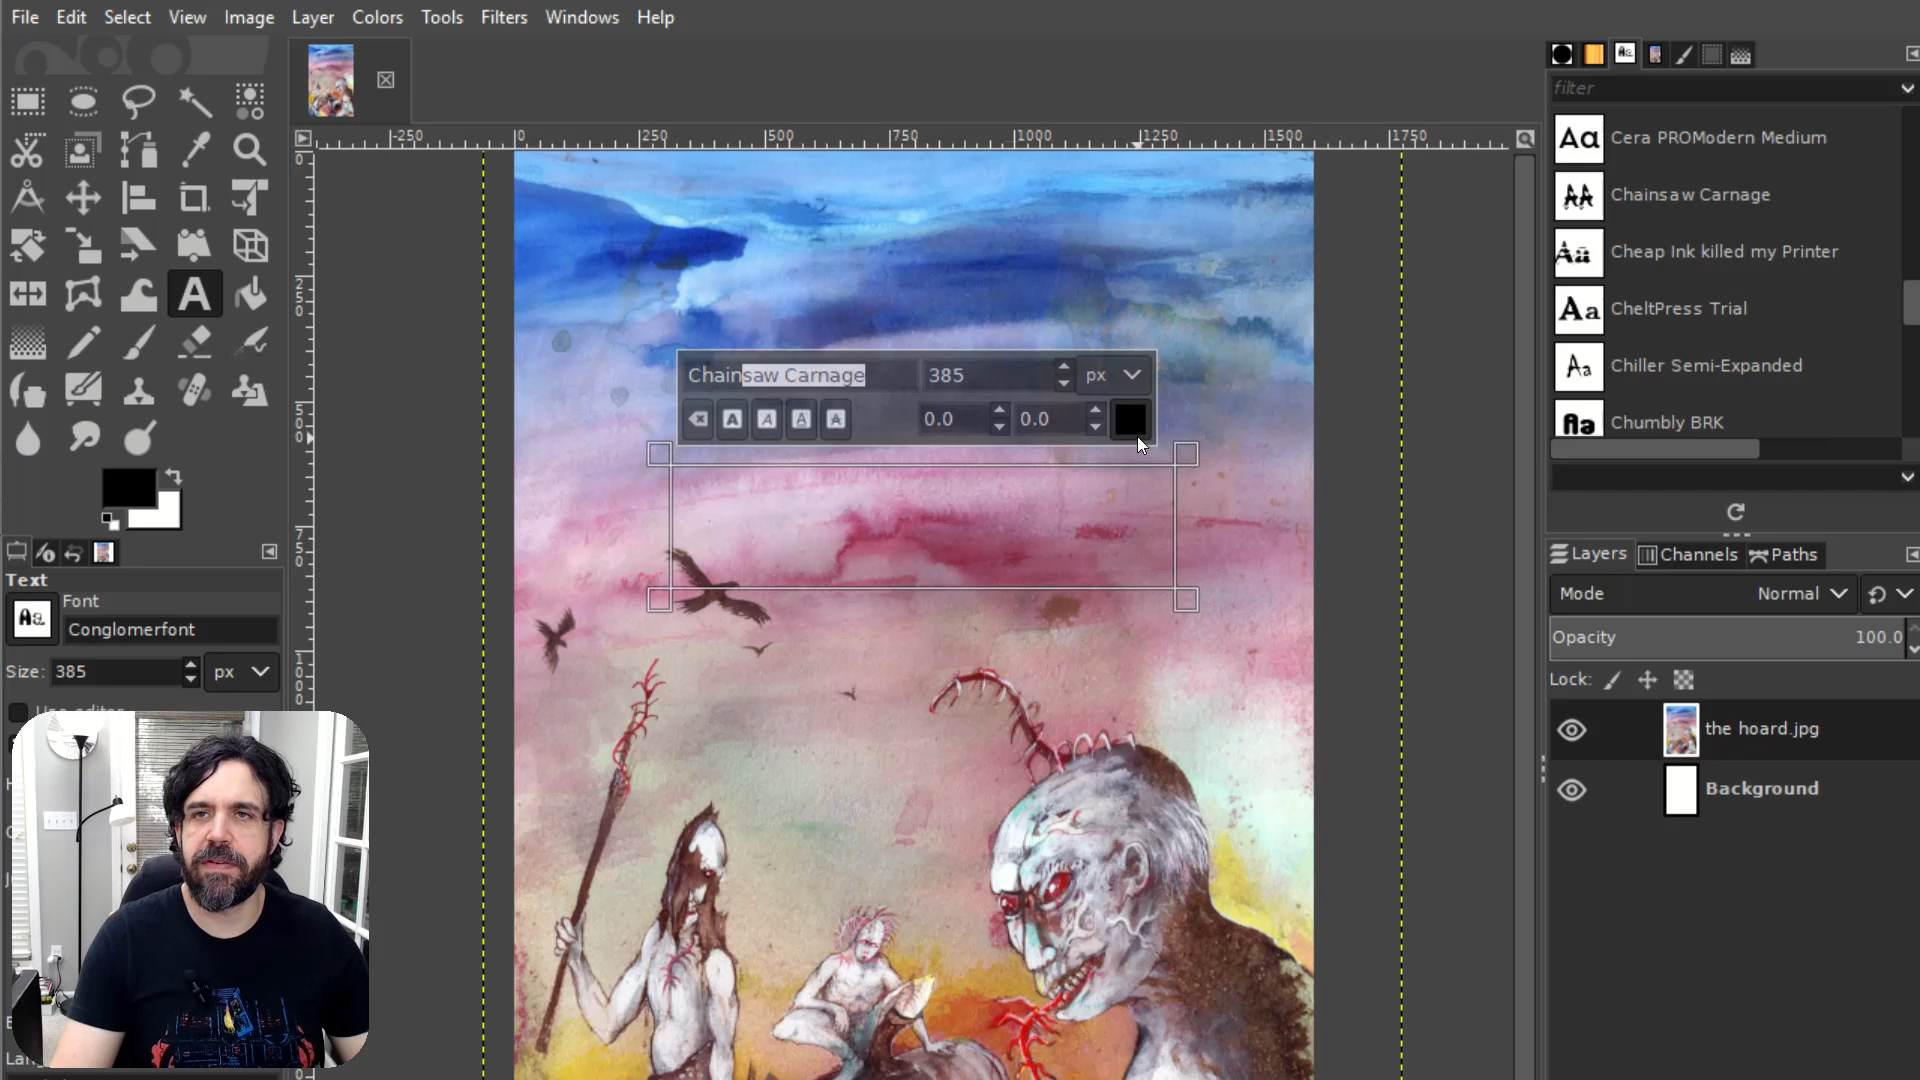 File Edit Select View Image Layer Colors Tools Filters Windows Help
-250 0 250 500 750 1000 1250 1500 1750
filter
Cera PROModern Medium
Chainsaw Carnage
Cheap Ink killed my Printer
CheltPress Trial
Chiller Semi-Expanded
Chumbly BRK
Chainsaw Carnage 385 px
0.0 0.0
Text
Font
Conglomerfont
Size: 385 px
Layers Channels Paths
Mode Normal
Opacity 100.0
Lock:
the hoard.jpg
Background